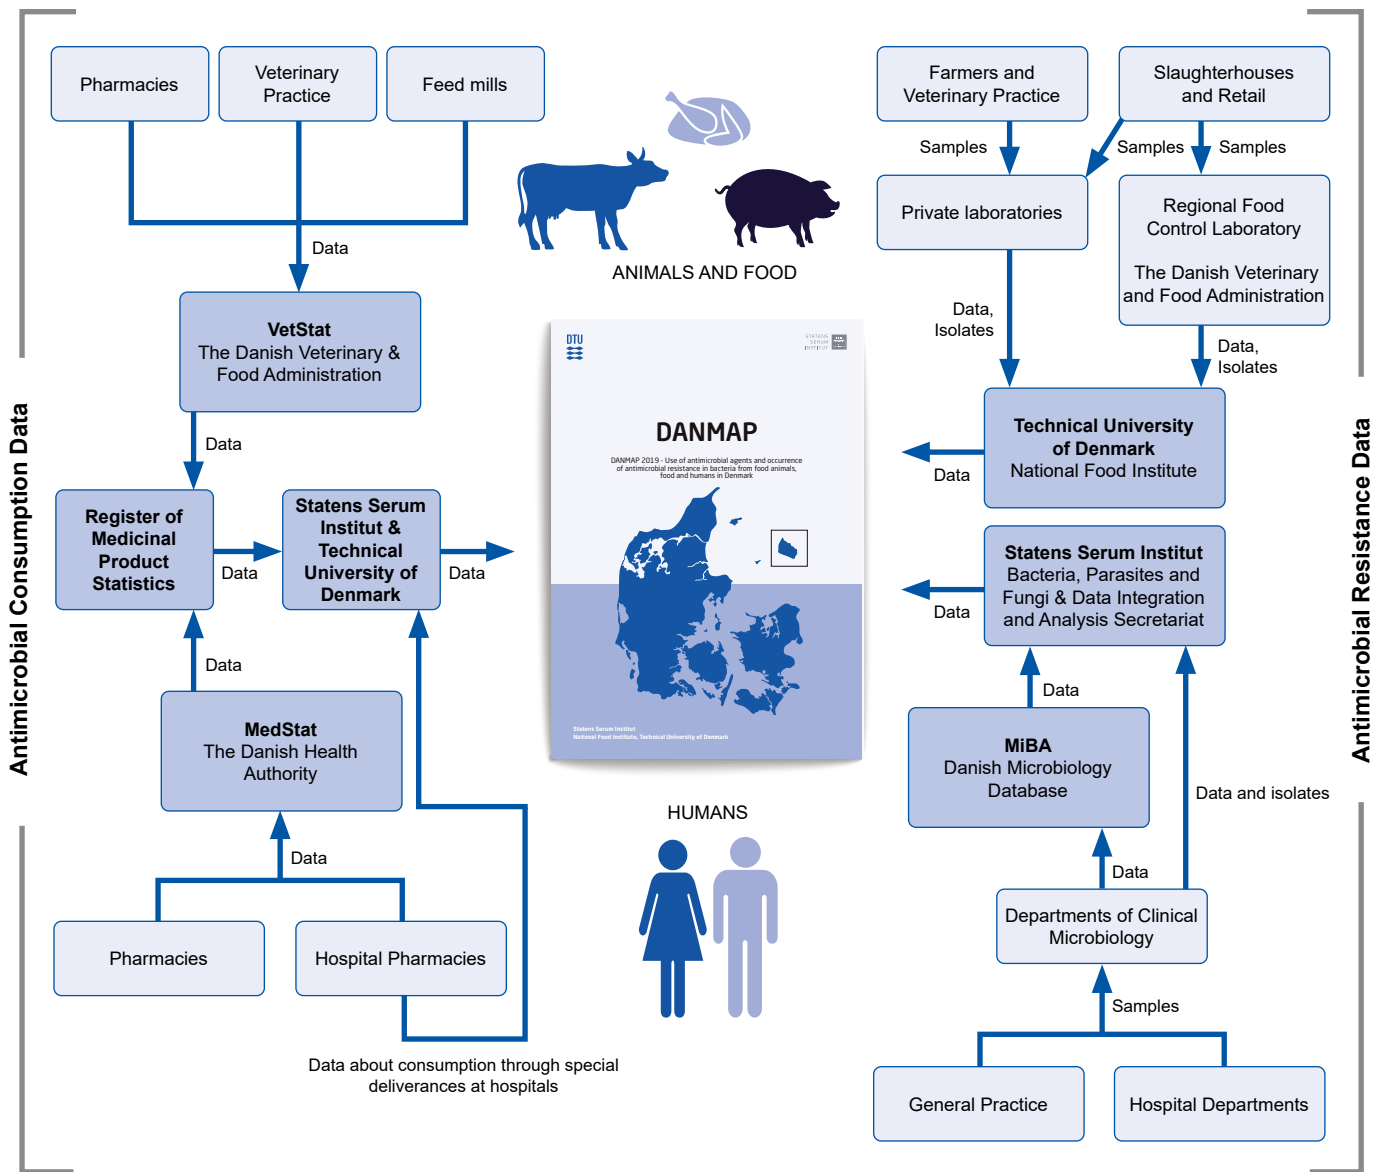 Pharmacies
Veterinary
Practice
Feed mills
Data
VetStat
The Danish Veterinary &
Food Administration
Data
Register of
Medicinal
Product
Statistics
Data
Statens Serum
Institut &
Technical
University of
Denmark
Data
Data
MedStat
The Danish Health
Authority
Data
Pharmacies
Hospital Pharmacies
Data about consumption through special
deliverances at hospitals
Antimicrobial Consumption Data
ANIMALS AND FOOD
DTU
STATENS
SERUM
INSTITUT
DANMAP
DANMAP 2019 - Use of antimicrobial agents and occurrence
of antimicrobial resistance in bacteria from food animals,
food and humans in Denmark
Statens Serum Institut
National Food Institute, Technical University of Denmark
HUMANS
Farmers and
Veterinary Practice
Slaughterhouses
and Retail
Samples
Samples
Samples
Private laboratories
Regional Food
Control Laboratory
The Danish Veterinary
and Food Administration
Data,
Isolates
Data,
Isolates
Technical University
of Denmark
National Food Institute
Data
Statens Serum Institut
Bacteria, Parasites and
Fungi & Data Integration
and Analysis Secretariat
Data
Data
MiBA
Danish Microbiology
Database
Data and isolates
Data
Departments of Clinical
Microbiology
Samples
General Practice
Hospital Departments
Antimicrobial Resistance Data